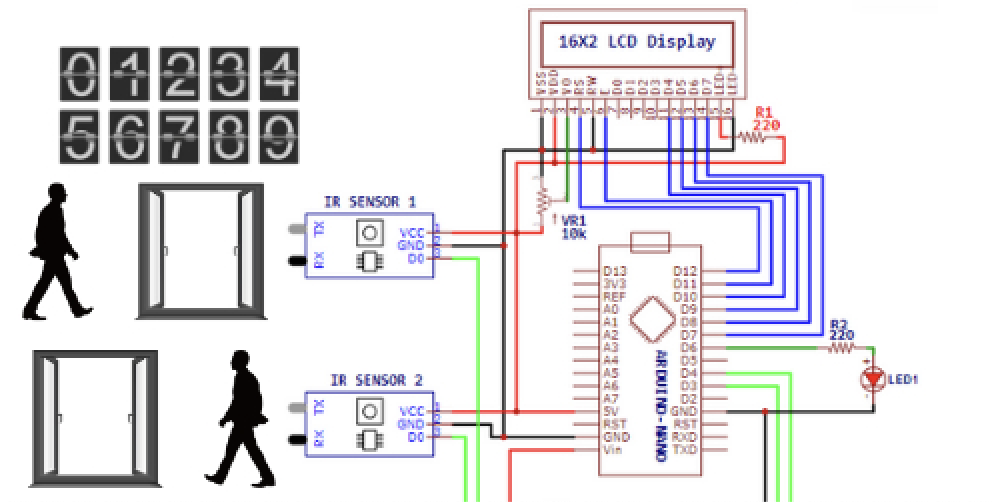 16X2 LCD Display
VSS
VDD
VO
RS
RW
E
D0
D1
D2
D3
D4
D5
D6
D7
LED
LED
0 1 2 3 4
5 6 7 8 9
R1
220
IR SENSOR 1
TX
RX
VCC
GND
D0
VR1
10k
D13 D12
3V3 D11
REF D10
A0 D9
A1 D8
A2 D7
A3 D6
A4 D5
A5 D4
A6 D3
A7 D2
5V GND
RST RST
GND RXD
Vin TXD
ARDUINO-NANO
R2
220
LED1
IR SENSOR 2
TX
RX
VCC
GND
D0